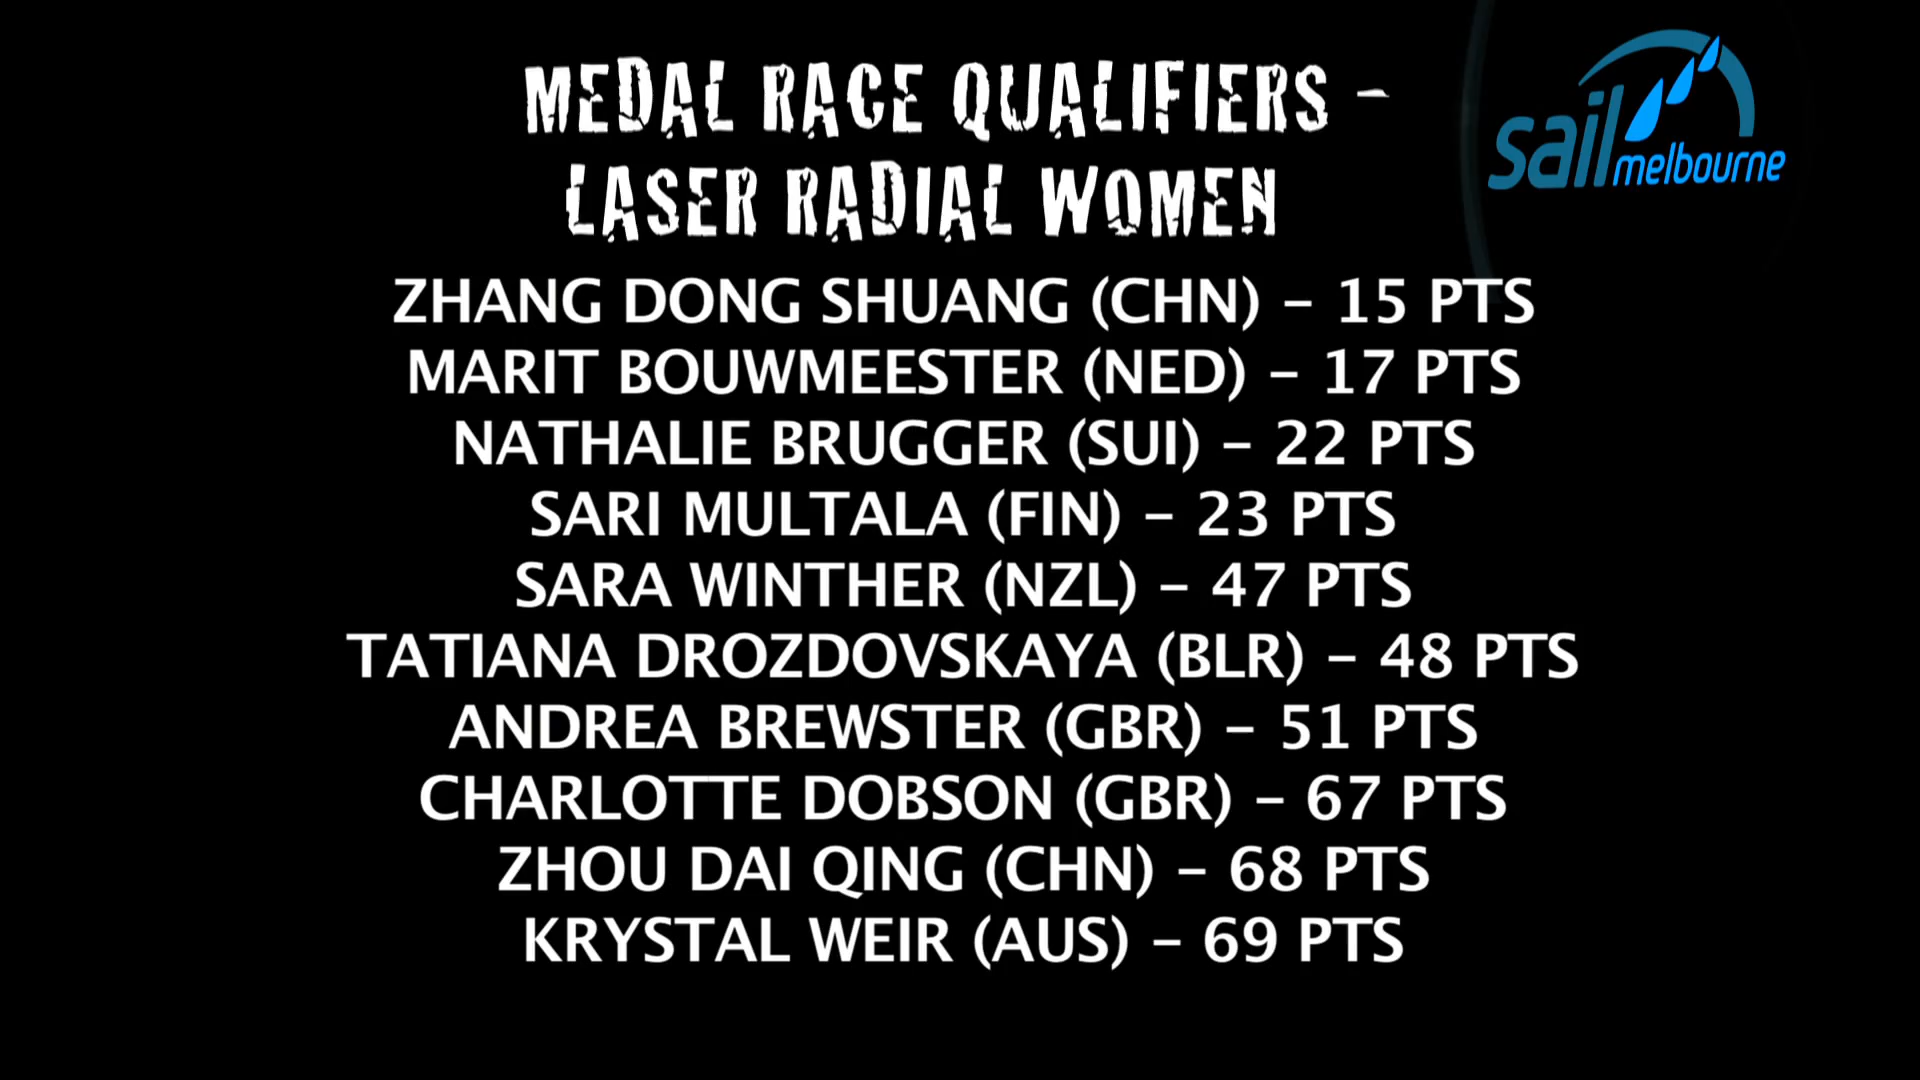 MEDAL RACE QUALIFIERS -
LASER RADIAL WOMEN
sail melbourne
ZHANG DONG SHUANG (CHN) - 15 PTS
MARIT BOUWMEESTER (NED) - 17 PTS
NATHALIE BRUGGER (SUI) - 22 PTS
SARI MULTALA (FIN) - 23 PTS
SARA WINTHER (NZL) - 47 PTS
TATIANA DROZDOVSKAYA (BLR) - 48 PTS
ANDREA BREWSTER (GBR) - 51 PTS
CHARLOTTE DOBSON (GBR) - 67 PTS
ZHOU DAI QING (CHN) - 68 PTS
KRYSTAL WEIR (AUS) - 69 PTS